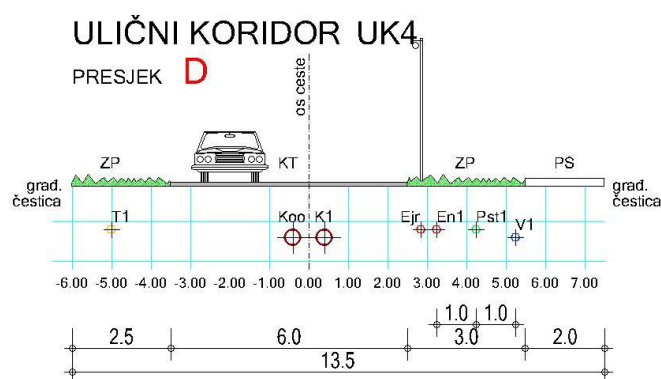 ULIČNI KORIDOR UK4
PRESJEK D
os ceste
ZP KT ZP PS
građ. čestica
građ. čestica
T1 Koo K1 Ejr En1 Pst1 V1
-6.00 -5.00 -4.00 -3.00 -2.00 -1.00 0.00 1.00 2.00 3.00 4.00 5.00 6.00 7.00
1.0 1.0
2.5 6.0 3.0 2.0
13.5